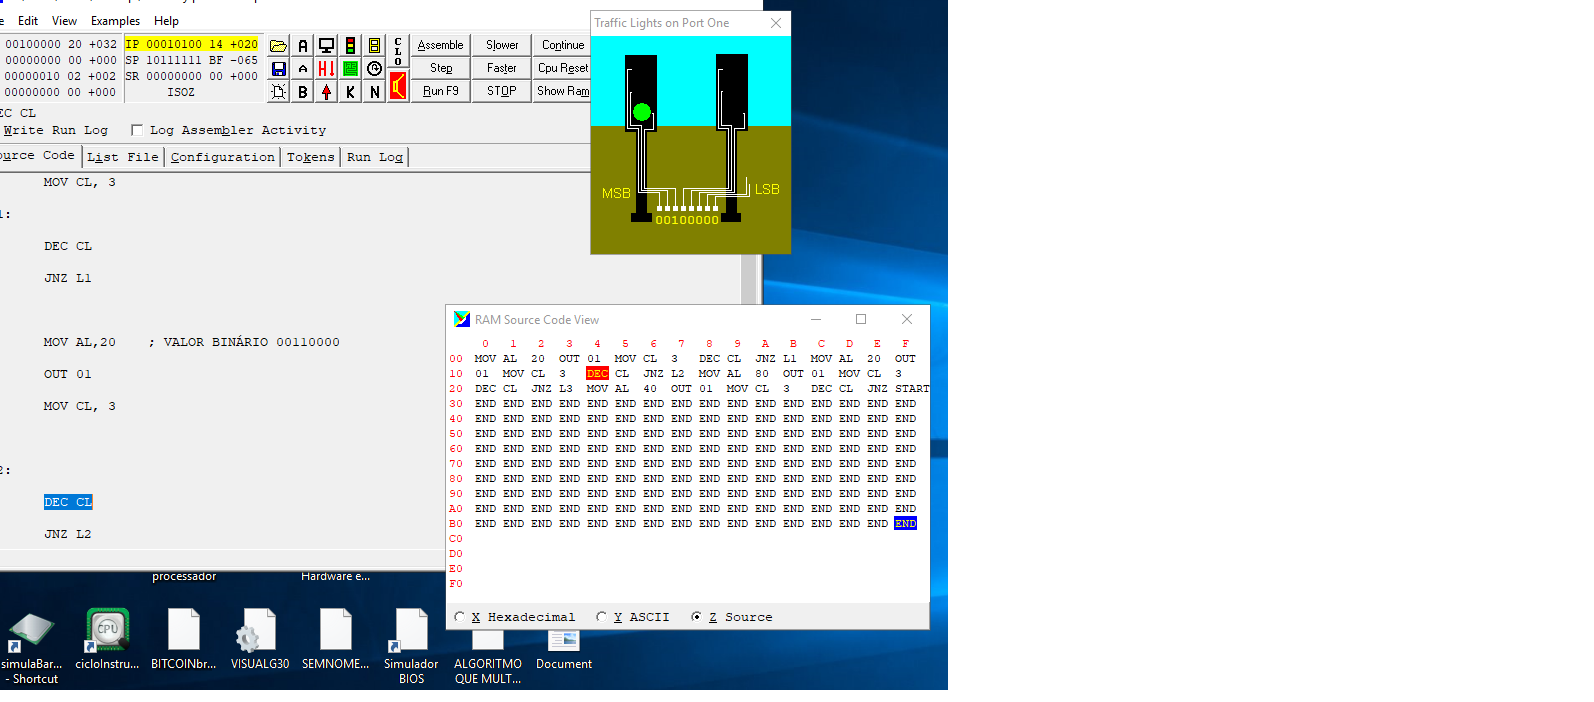 Edit View Examples Help
00100000 20 +032 IP 00010100 14 +020
00000000 00 +000 SP 10111111 BF -065
00000010 02 +002 SR 00000000 00 +000
00000000 00 +000 ISOZ
A
A H↓
B K N
CLO
Assemble Slower Continue
Step Faster Cpu Reset
Run F9 STOP Show Ram
EC CL
Write Run Log Log Assembler Activity
ource Code List File Configuration Tokens Run Log
MOV CL, 3
1:
DEC CL
JNZ L1
MOV AL,20 ; VALOR BINÁRIO 00110000
OUT 01
MOV CL, 3
2:
DEC CL
JNZ L2
Traffic Lights on Port One
MSB LSB
00100000
RAM Source Code View
0 1 2 3 4 5 6 7 8 9 A B C D E F
00 MOV AL 20 OUT 01 MOV CL 3 DEC CL JNZ L1 MOV AL 20 OUT
10 01 MOV CL 3 DEC CL JNZ L2 MOV AL 80 OUT 01 MOV CL 3
20 DEC CL JNZ L3 MOV AL 40 OUT 01 MOV CL 3 DEC CL JNZ START
30 END END END END END END END END END END END END END END END END
40 END END END END END END END END END END END END END END END END
50 END END END END END END END END END END END END END END END END
60 END END END END END END END END END END END END END END END END
70 END END END END END END END END END END END END END END END END
80 END END END END END END END END END END END END END END END END
90 END END END END END END END END END END END END END END END END
A0 END END END END END END END END END END END END END END END END
B0 END END END END END END END END END END END END END END END END
C0
D0
E0
F0
X Hexadecimal Y ASCII Z Source
processador Hardware e...
CPU
simulaBar... - Shortcut
cicloInstru...
BITCOINbr...
VISUALG30
SEMNOME...
Simulador BIOS
ALGORITMO QUE MULT...
Document